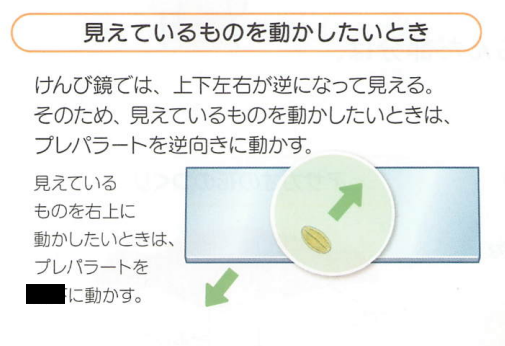 見えているものを動かしたいとき
けんび鏡では、上下左右が逆になって見える。
そのため、見えているものを動かしたいときは、
プレパラートを逆向きに動かす。
見えている
ものを右上に
動かしたいときは、
プレパラートを
に動かす。